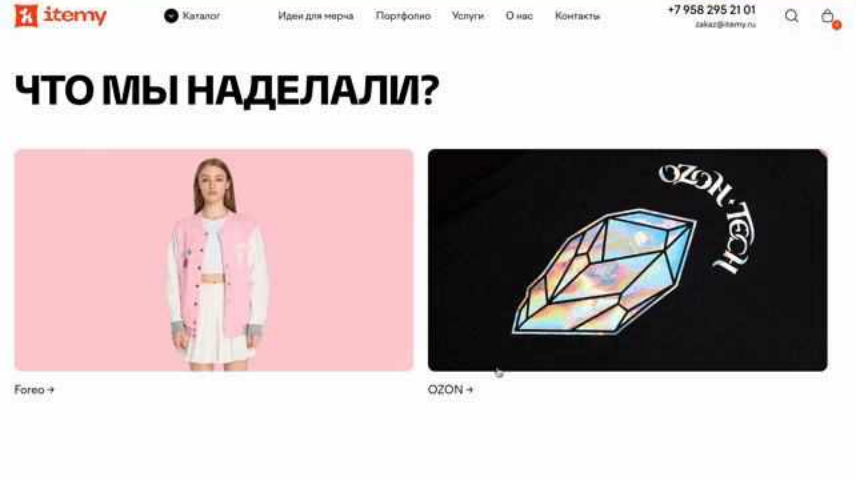 itemy
Каталог
Идеи для мерча
Портфолио
Услуги
О нас
Контакты
+7 958 295 21 01
zakaz@itemy.ru
ЧТО МЫ НАДЕЛАЛИ?
OZON · TECH
Foreo →
OZON →